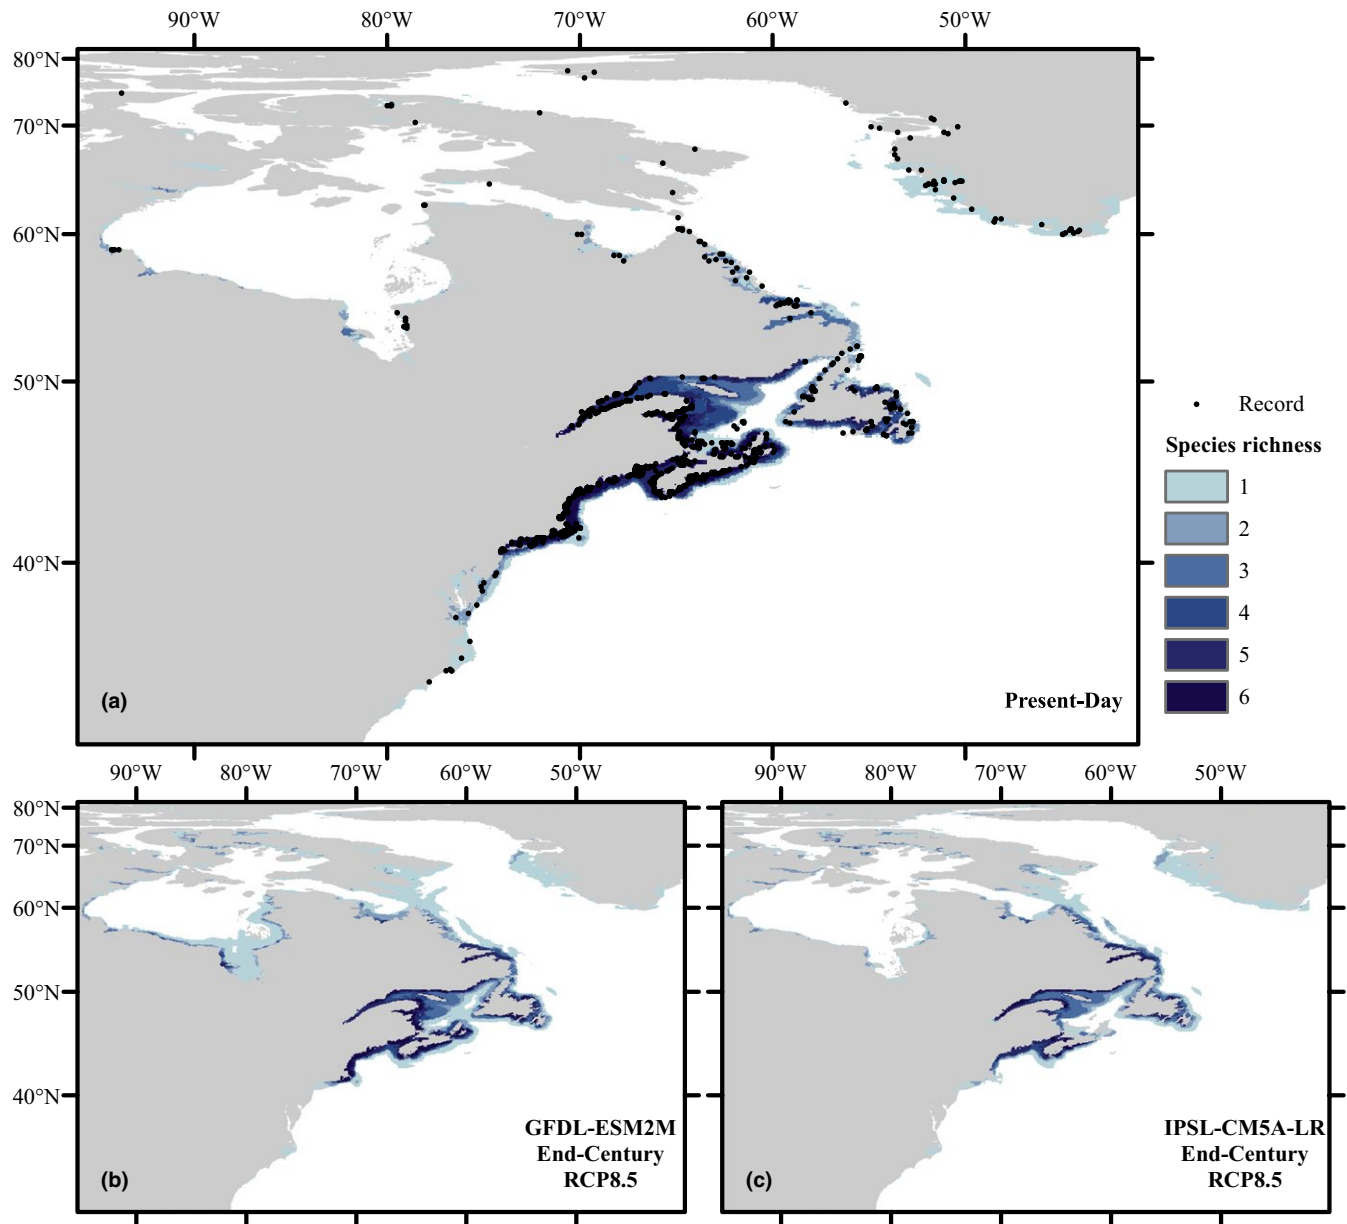 90°W 80°W 70°W 60°W 50°W
80°N
70°N
60°N
50°N
40°N
(a)
Present-Day
Record
Species richness
1
2
3
4
5
6
90°W 80°W 70°W 60°W 50°W
80°N
70°N
60°N
50°N
40°N
GFDL-ESM2M
End-Century
RCP8.5
(b)
90°W 80°W 70°W 60°W 50°W
IPSL-CM5A-LR
End-Century
RCP8.5
(c)